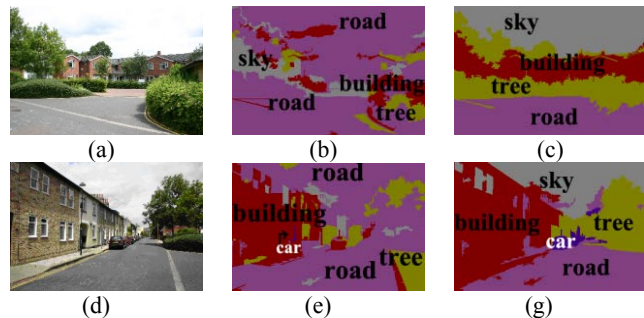 road
sky
building
road
tree
sky
building
tree
road
(a)
(b)
(c)
road
building
car
tree
road
sky
building
tree
car
road
(d)
(e)
(g)